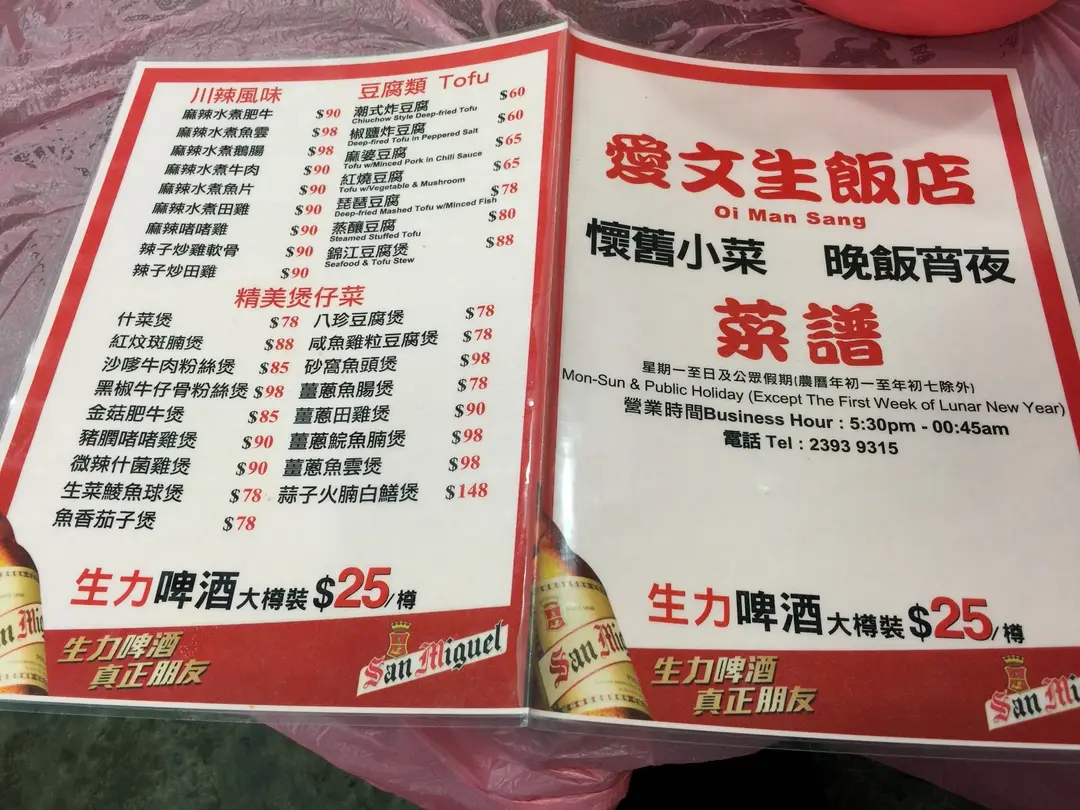 川辣風味
麻辣水煮肥牛 $90
麻辣水煮魚雲 $98
麻辣水煮鵝腸 $98
麻辣水煮牛肉 $90
麻辣水煮魚片 $90
麻辣水煮田雞 $90
麻辣啫啫雞 $90
辣子炒雞軟骨 $90
辣子炒田雞 $90
豆腐類 Tofu
潮式炸豆腐 $60
Chiuchow Style Deep-fried Tofu
椒鹽炸豆腐 $60
Deep-fired Tofu in Peppered Salt
麻婆豆腐 $65
Tofu w/Minced Pork in Chili Sauce
紅燒豆腐 $65
Tofu w/Vegetable & Mushroom
琵琶豆腐 $78
Deep-fried Mashed Tofu w/Minced Fish
蒸釀豆腐 $80
Steamed Stuffed Tofu
錦江豆腐煲 $88
Seafood & Tofu Stew
精美煲仔菜
什菜煲 $78
紅炆斑腩煲 $88
沙嗲牛肉粉絲煲 $85
黑椒牛仔骨粉絲煲 $98
金菇肥牛煲 $85
豬膶啫啫雞煲 $90
微辣什菌雞煲 $90
生菜鯪魚球煲 $78
魚香茄子煲 $78
八珍豆腐煲 $78
咸魚雞粒豆腐煲 $78
砂窩魚頭煲 $98
薑蔥魚腸煲 $78
薑蔥田雞煲 $90
薑蔥鯇魚腩煲 $98
薑蔥魚雲煲 $98
蒜子火腩白鱔煲 $148
生力啤酒大樽裝$25/樽
生力啤酒
真正朋友
San Miguel
愛文生飯店
Oi Man Sang
懷舊小菜 晚飯宵夜
菜譜
星期一至日及公眾假期(農曆年初一至年初七除外)
Mon-Sun & Public Holiday (Except The First Week of Lunar New Year)
營業時間Business Hour : 5:30pm - 00:45am
電話 Tel : 2393 9315
生力啤酒大樽裝$25/樽
San Mig
生力啤酒
真正朋友
San Mig